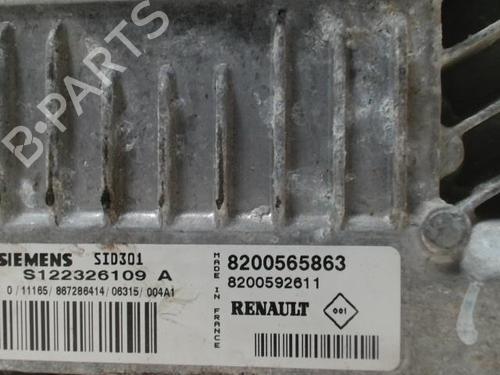 B-PARTS
SIEMENS SID301
S122326109 A
0/11165/867286414/06315/004A1
MADE IN FRANCE
8200565863
8200592611
RENAULT
001